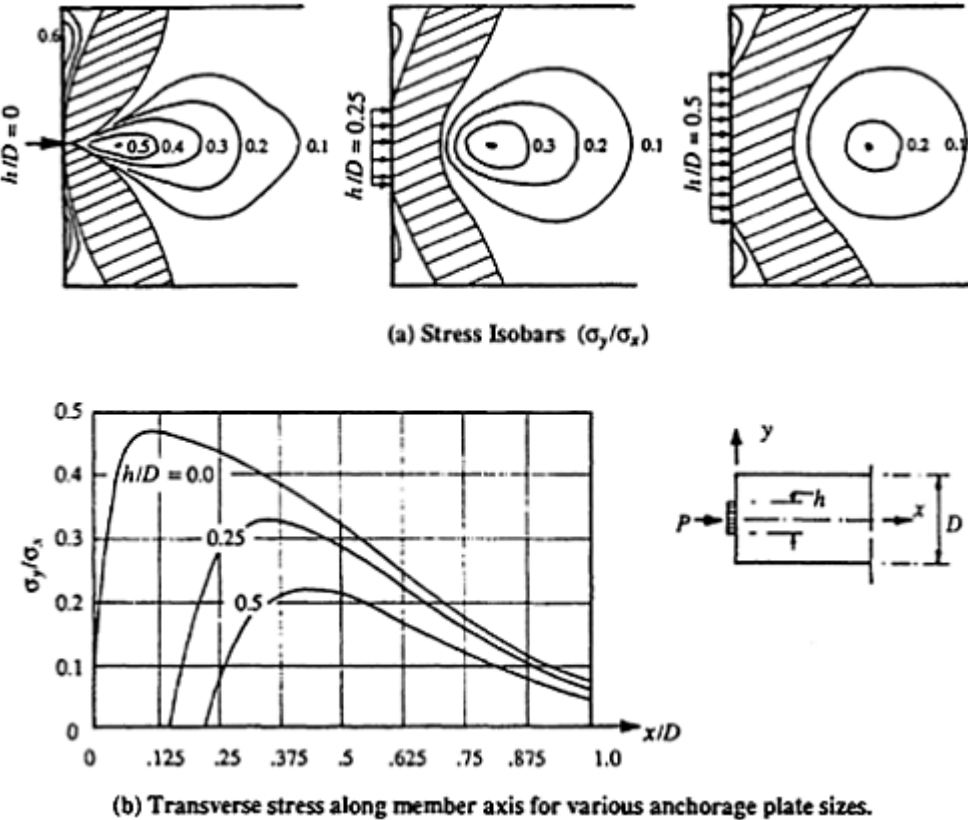 0.6
h/D = 0
0.5 0.4 0.3 0.2 0.1
h/D = 0.25
0.3 0.2 0.1
h/D = 0.5
0.2 0.1
(a) Stress Isobars (σy/σx)
0.5
0.4
0.3
0.2
0.1
0
σy/σx
h/D = 0.0
0.25
0.5
0 .125 .25 .375 .5 .625 .75 .875 1.0
x/D
y
h
P
x
D
(b) Transverse stress along member axis for various anchorage plate sizes.